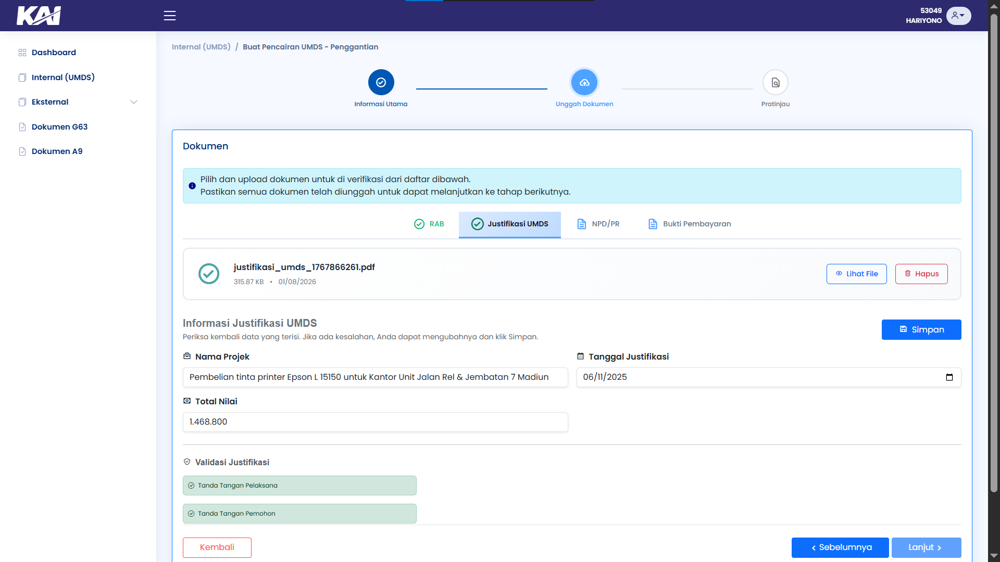 KAI
53049
HARIYONO
Dashboard
Internal (UMDS)
Eksternal
Dokumen G63
Dokumen A9
Internal (UMDS) / Buat Pencairan UMDS - Penggantian
Informasi Utama
Unggah Dokumen
Pratinjau
Dokumen
Pilih dan upload dokumen untuk di verifikasi dari daftar dibawah.
Pastikan semua dokumen telah diunggah untuk dapat melanjutkan ke tahap berikutnya.
RAB
Justifikasi UMDS
NPD/PR
Bukti Pembayaran
justifikasi_umds_1767866261.pdf
315.87 KB • 01/08/2026
Lihat File
Hapus
Informasi Justifikasi UMDS
Periksa kembali data yang terisi. Jika ada kesalahan, Anda dapat mengubahnya dan klik Simpan.
Simpan
Nama Projek
Pembelian tinta printer Epson L 15150 untuk Kantor Unit Jalan Rel & Jembatan 7 Madiun
Tanggal Justifikasi
06/11/2025
Total Nilai
1.468.800
Validasi Justifikasi
Tanda Tangan Pelaksana
Tanda Tangan Pemohon
Kembali
‹ Sebelumnya
Lanjut ›